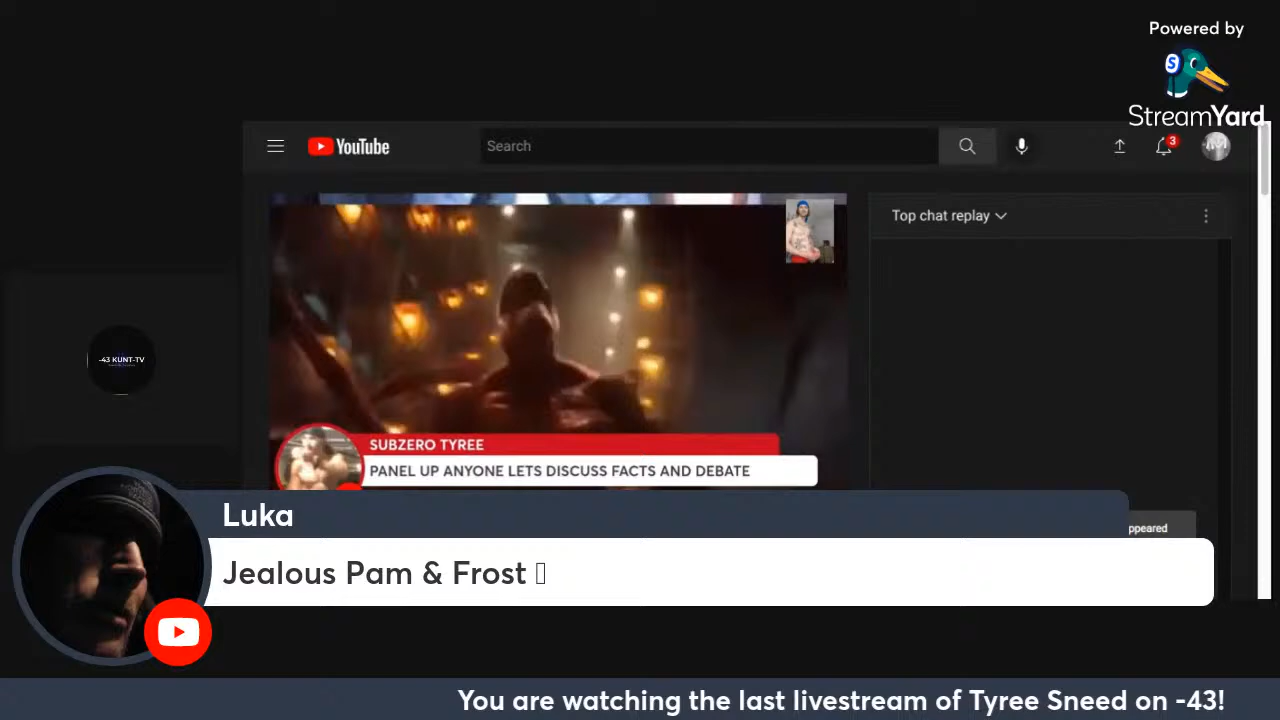 Powered by
StreamYard
YouTube
Search
3
Top chat replay
-43 KUNT-TV
SUBZERO TYREE
PANEL UP ANYONE LETS DISCUSS FACTS AND DEBATE
ppeared
Luka
Jealous Pam & Frost
You are watching the last livestream of Tyree Sneed on -43!